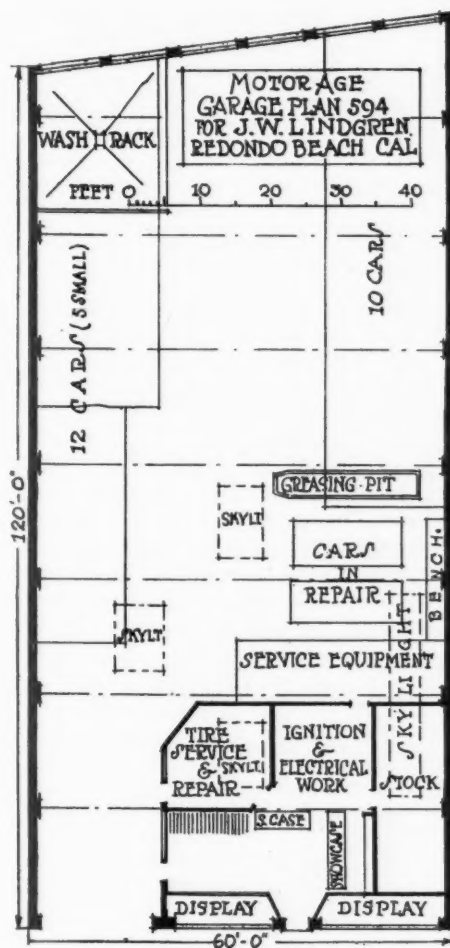 MOTOR AGE
GARAGE PLAN 594
FOR J.W. LINDGREN
REDONDO BEACH CAL
WASH RACK
FEET 0 10 20 30 40
12 CARS (5 SMALL)
10 CARS
120'-0"
GREASING PIT
SKYLT
CARS
IN
REPAIR
BENCH.
SKYLT
SERVICE EQUIPMENT
SKY LIGHT
TIRE
SERVICE
&
REPAIR
SKYLT.
IGNITION
&
ELECTRICAL
WORK
STOCK
S.CASE
SHOWCASE
DISPLAY
DISPLAY
60'-0"